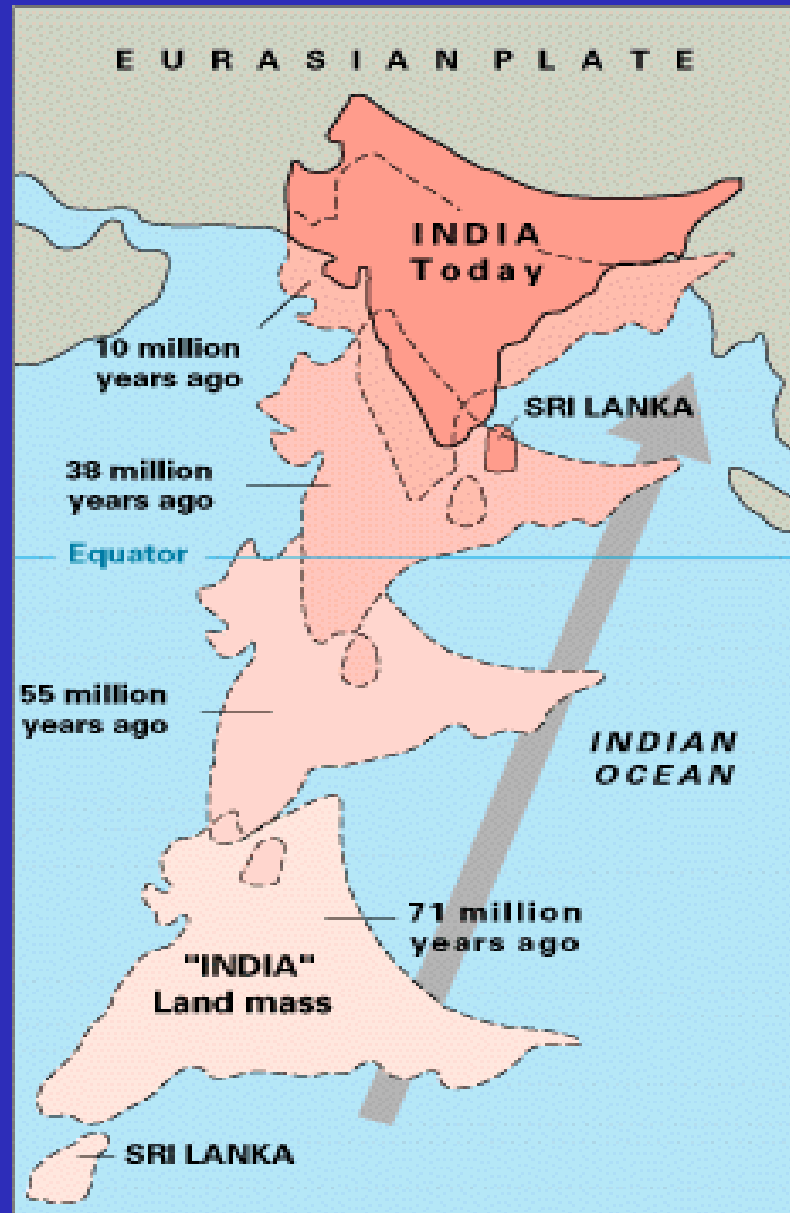 EURASIAN PLATE
INDIA
Today
10 million
years ago
SRI LANKA
38 million
years ago
Equator
55 million
years ago
INDIAN
OCEAN
71 million
years ago
"INDIA"
Land mass
SRI LANKA